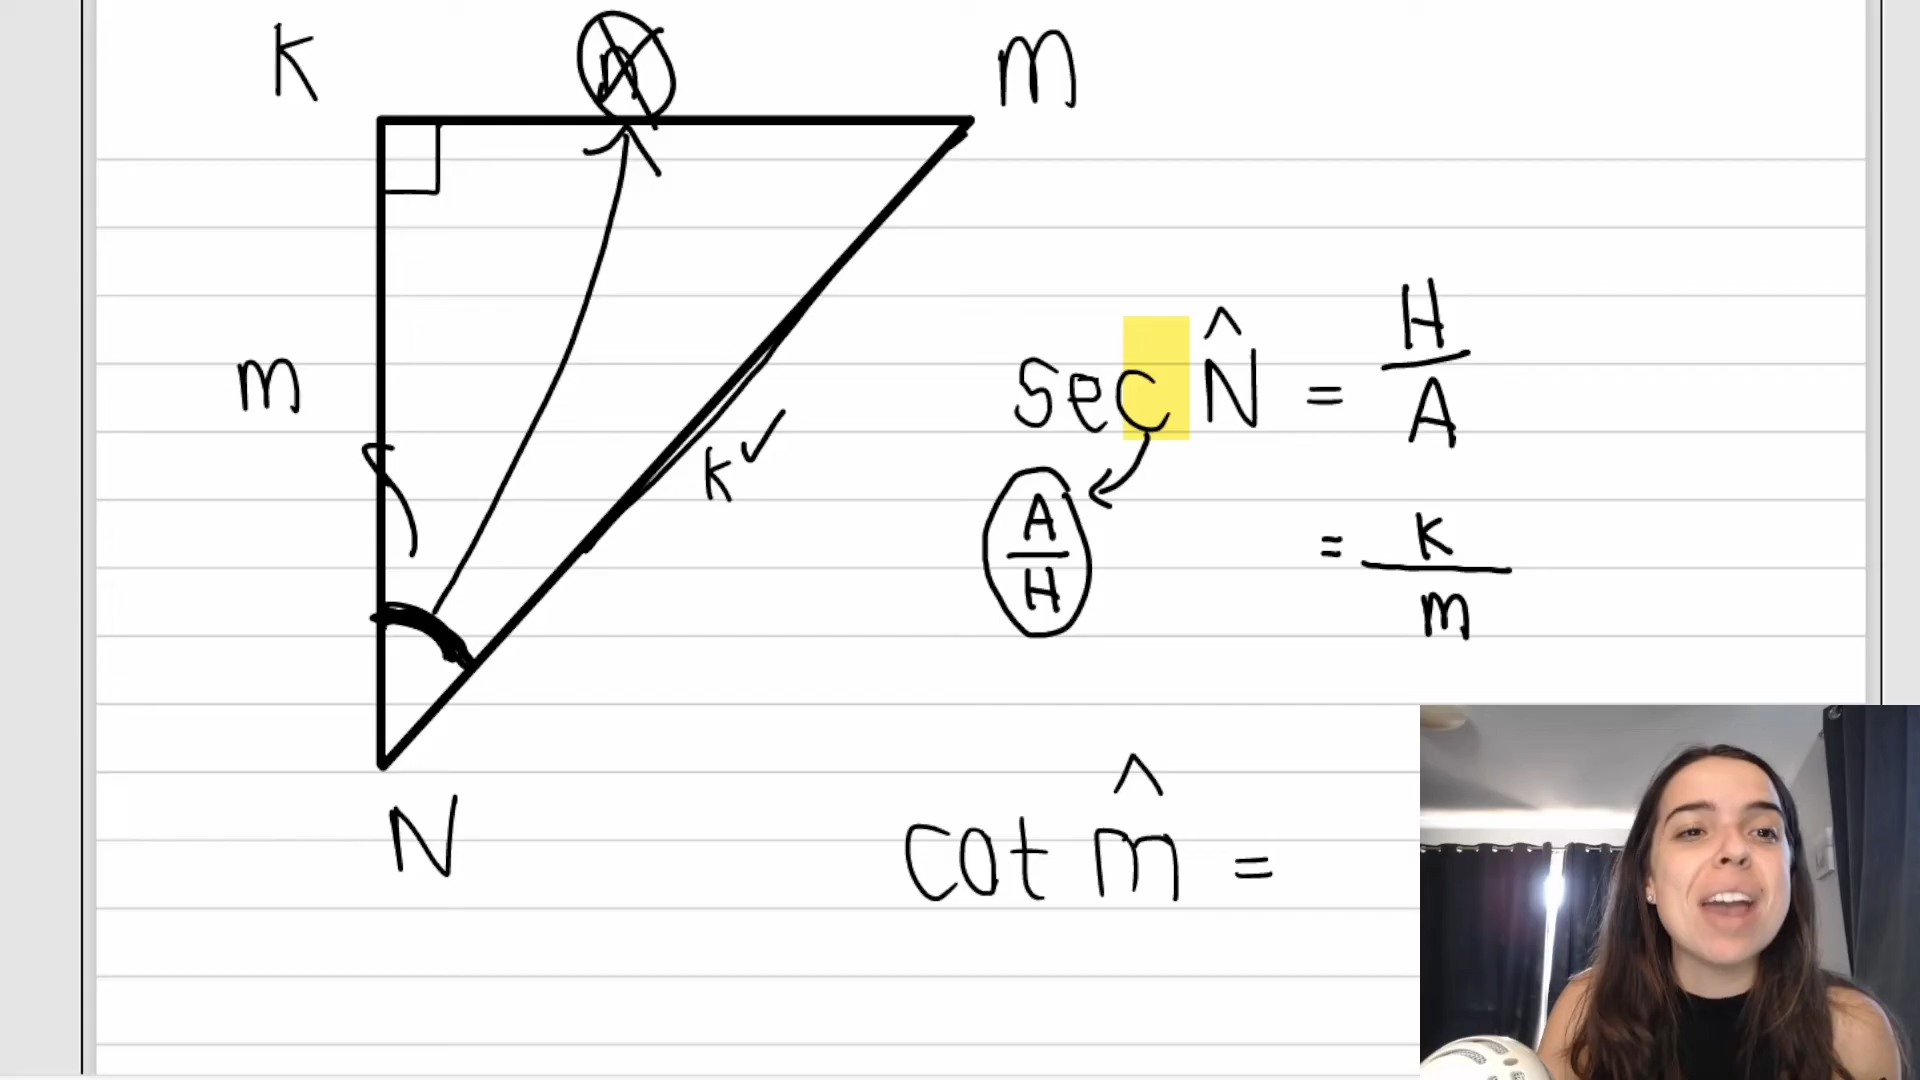 K n m
m
K ✓
sec N̂ = H/A
A/H
= K/m
N
cot m̂ =